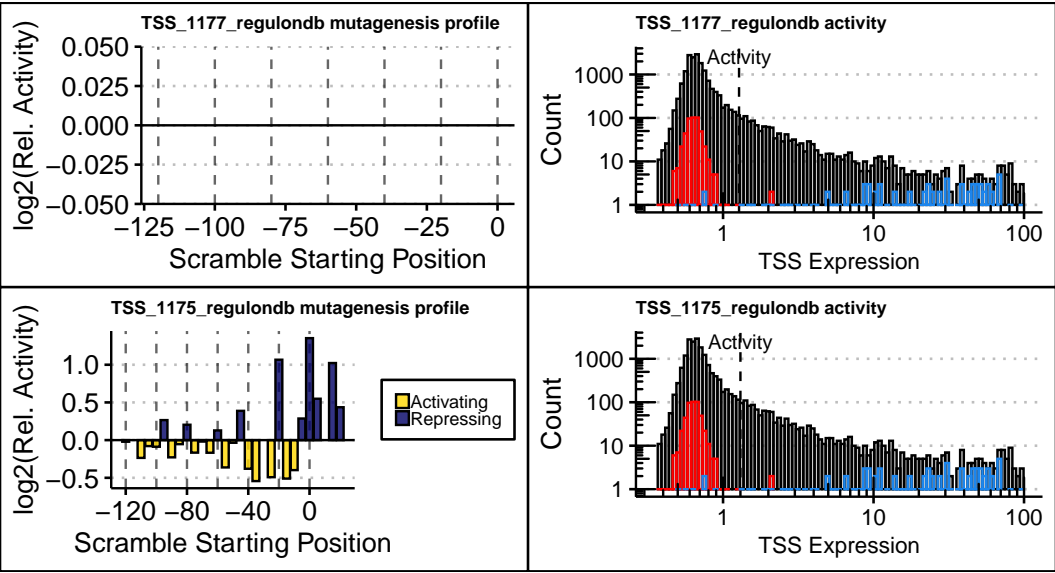 TSS_1177_regulondb mutagenesis profile
log2(Rel. Activity)
0.050
0.025
0.000
−0.025
−0.050
−125 −100 −75 −50 −25 0
Scramble Starting Position
TSS_1177_regulondb activity
Activity
Count
1000
100
10
1
1 10 100
TSS Expression
TSS_1175_regulondb mutagenesis profile
log2(Rel. Activity)
1.0
0.5
0.0
−0.5
−120 −80 −40 0
Scramble Starting Position
Activating
Repressing
TSS_1175_regulondb activity
Activity
Count
1000
100
10
1
1 10 100
TSS Expression